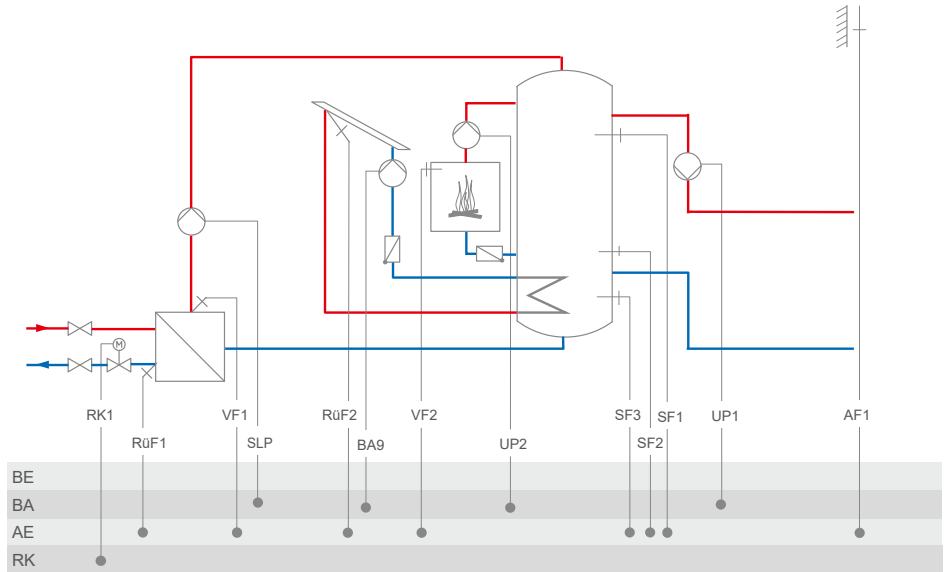 M
RK1
VF1
RüF2
VF2
SF3
SF1
UP1
AF1
RüF1
SLP
BA9
UP2
SF2
BE
BA
AE
RK